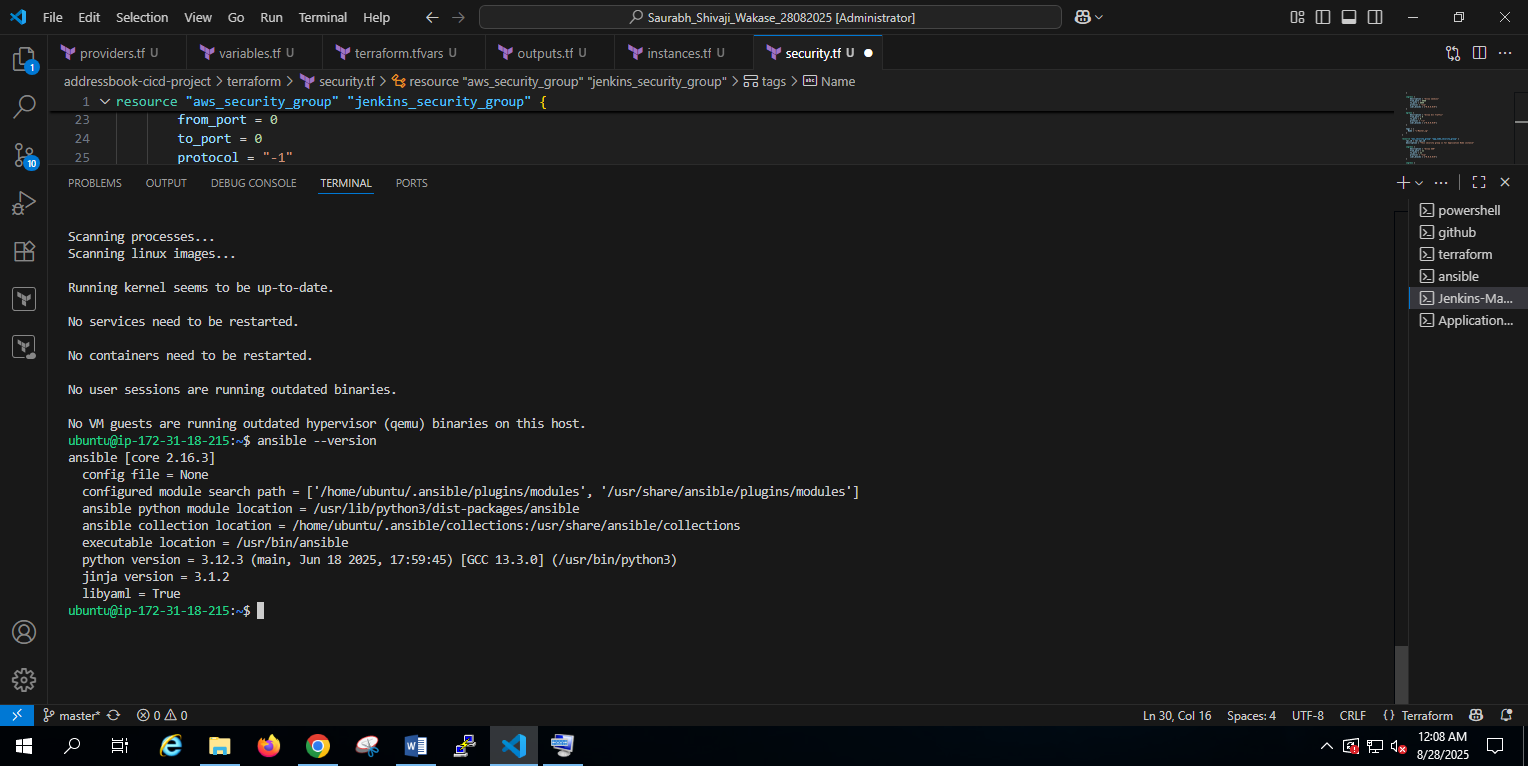 File Edit Selection View Go Run Terminal Help Saurabh_Shivaji_Wakase_28082025 [Administrator]
providers.tf U variables.tf U terraform.tfvars U outputs.tf U instances.tf U security.tf U
addressbook-cicd-project > terraform > security.tf > resource "aws_security_group" "jenkins_security_group" > tags > Name
1 resource "aws_security_group" "jenkins_security_group" {
23 from_port = 0
24 to_port = 0
25 protocol = "-1"
PROBLEMS OUTPUT DEBUG CONSOLE TERMINAL PORTS
Scanning processes...
Scanning linux images...
Running kernel seems to be up-to-date.
No services need to be restarted.
No containers need to be restarted.
No user sessions are running outdated binaries.
No VM guests are running outdated hypervisor (qemu) binaries on this host.
ubuntu@ip-172-31-18-215:~$ ansible --version
ansible [core 2.16.3]
config file = None
configured module search path = ['/home/ubuntu/.ansible/plugins/modules', '/usr/share/ansible/plugins/modules']
ansible python module location = /usr/lib/python3/dist-packages/ansible
ansible collection location = /home/ubuntu/.ansible/collections:/usr/share/ansible/collections
executable location = /usr/bin/ansible
python version = 3.12.3 (main, Jun 18 2025, 17:59:45) [GCC 13.3.0] (/usr/bin/python3)
jinja version = 3.1.2
libyaml = True
ubuntu@ip-172-31-18-215:~$
powershell
github
terraform
ansible
Jenkins-Ma...
Application...
1
10
master* 0 0 Ln 30, Col 16 Spaces: 4 UTF-8 CRLF {} Terraform
12:08 AM
8/28/2025